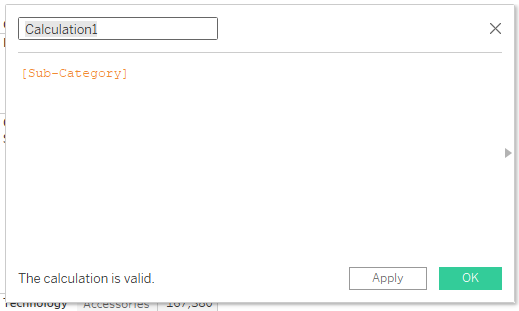 Calculation1
[Sub-Category]
The calculation is valid.
Apply
OK
Technology Accessories 167,380